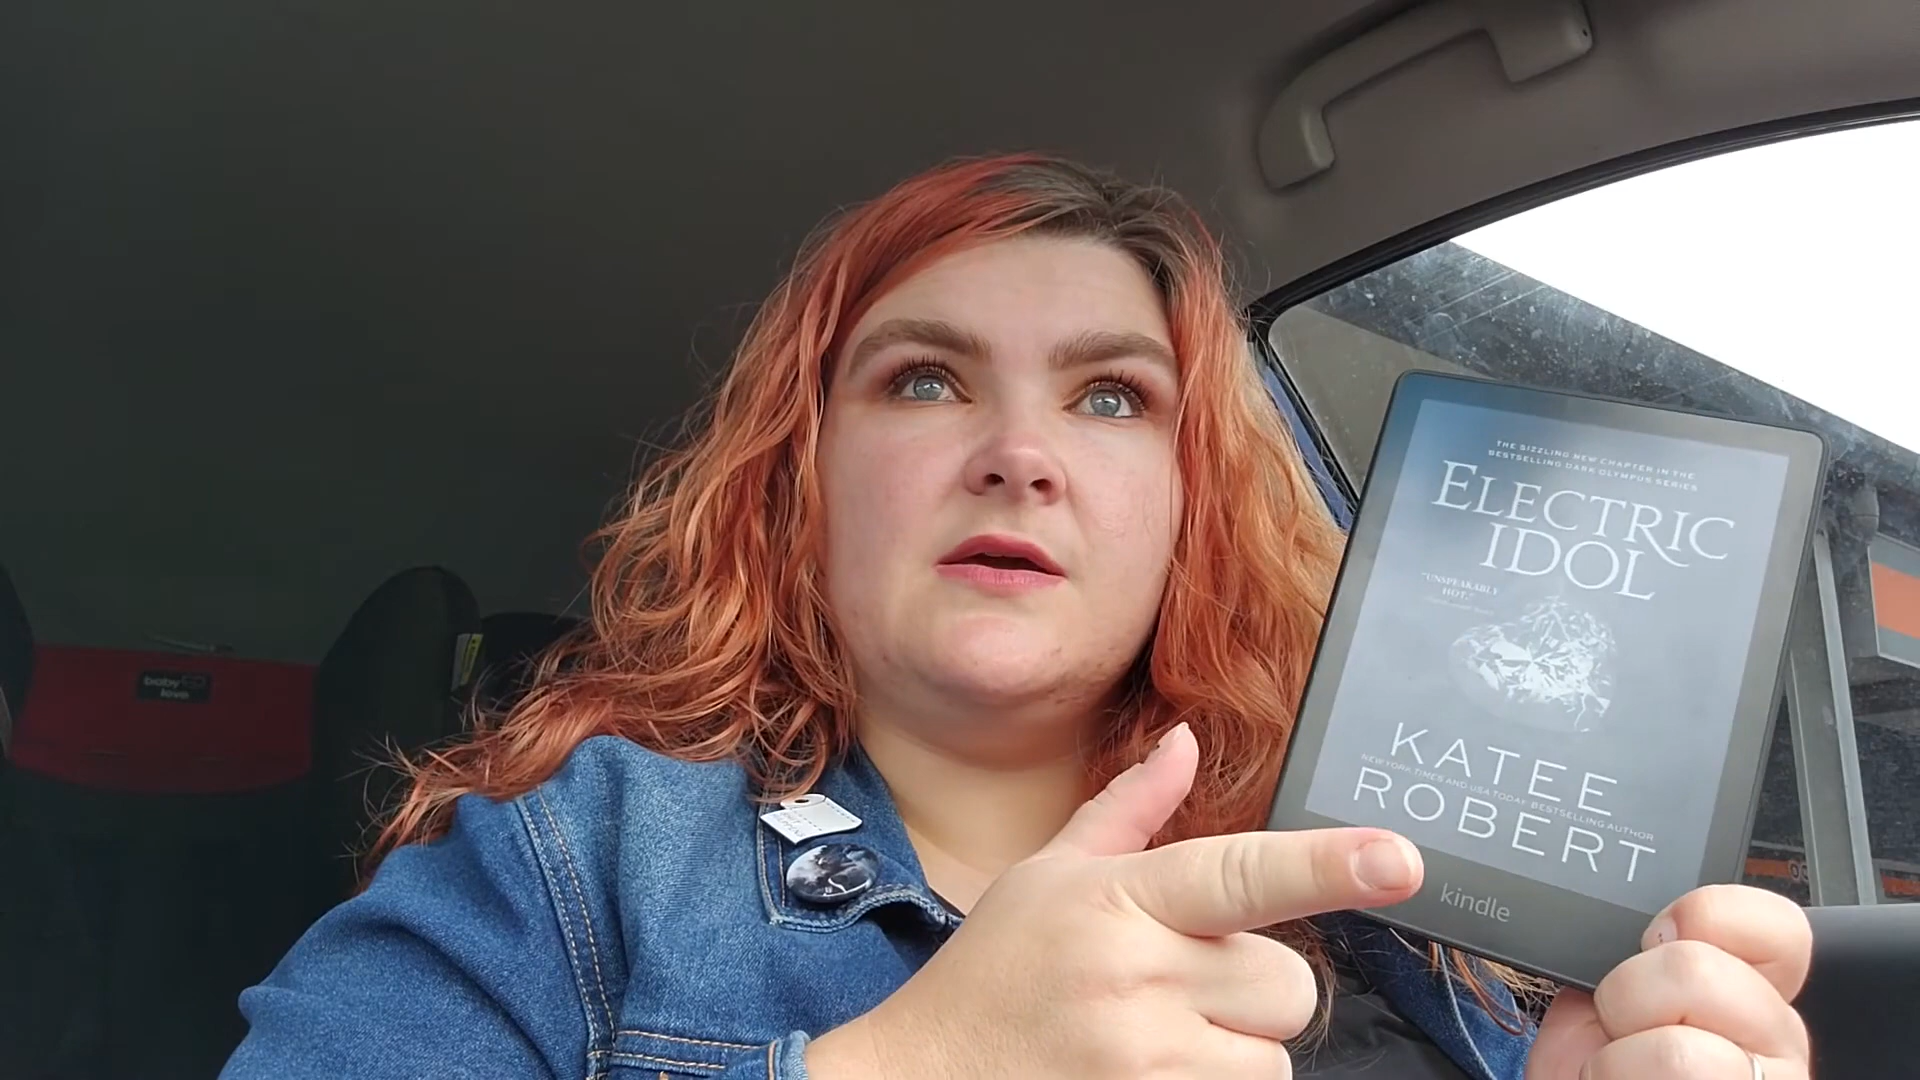 THE SIZZLING NEW CHAPTER IN THE
BESTSELLING DARK OLYMPUS SERIES
ELECTRIC
IDOL
"UNSPEAKABLY
HOT."
KATEE
NEW YORK TIMES AND USA TODAY BESTSELLING AUTHOR
ROBERT
kindle
baby
love